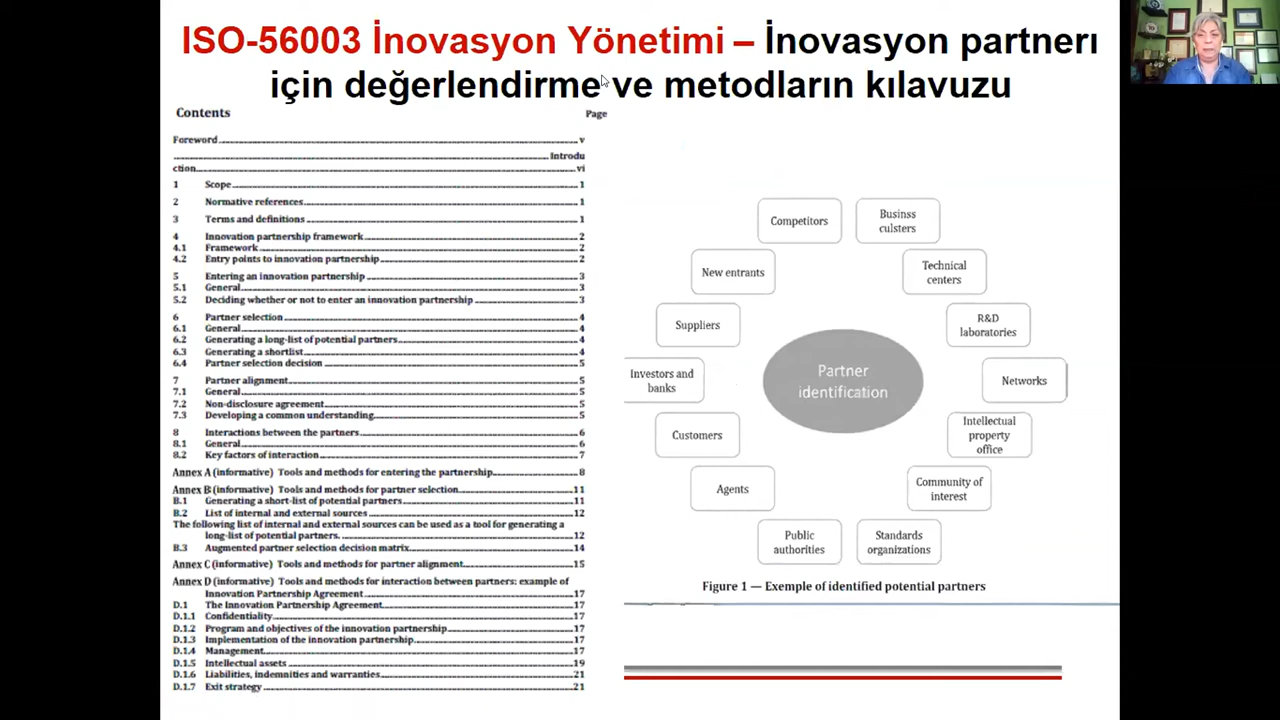 ISO-56003 İnovasyon Yönetimi – İnovasyon partnerı
için değerlendirme ve metodların kılavuzu
Contents Page
Foreword v
Introdu
ction vi
1 Scope 1
2 Normative references 1
3 Terms and definitions 1
4 Innovation partnership framework 2
4.1 Framework 2
4.2 Entry points to innovation partnership 2
5 Entering an innovation partnership 3
5.1 General 3
5.2 Deciding whether or not to enter an innovation partnership 3
6 Partner selection 4
6.1 General 4
6.2 Generating a long-list of potential partners 4
6.3 Generating a shortlist 4
6.4 Partner selection decision 5
7 Partner alignment 5
7.1 General 5
7.2 Non-disclosure agreement 5
7.3 Developing a common understanding 5
8 Interactions between the partners 6
8.1 General 6
8.2 Key factors of interaction 7
Annex A (informative) Tools and methods for entering the partnership 8
Annex B (informative) Tools and methods for partner selection 11
B.1 Generating a short-list of potential partners 11
B.2 List of internal and external sources 12
The following list of internal and external sources can be used as a tool for generating a
long-list of potential partners. 12
B.3 Augmented partner selection decision matrix 14
Annex C (informative) Tools and methods for partner alignment 15
Annex D (informative) Tools and methods for interaction between partners: example of
Innovation Partnership Agreement 17
D.1 The Innovation Partnership Agreement 17
D.1.1 Confidentiality 17
D.1.2 Program and objectives of the innovation partnership 17
D.1.3 Implementation of the innovation partnership 17
D.1.4 Management 17
D.1.5 Intellectual assets 19
D.1.6 Liabilities, indemnities and warranties 21
D.1.7 Exit strategy 21
Competitors
Businss
culsters
New entrants
Technical
centers
Suppliers
R&D
laboratories
Investors and
banks
Partner
identification
Networks
Customers
Intellectual
property
office
Agents
Community of
interest
Public
authorities
Standards
organizations
Figure 1 — Exemple of identified potential partners